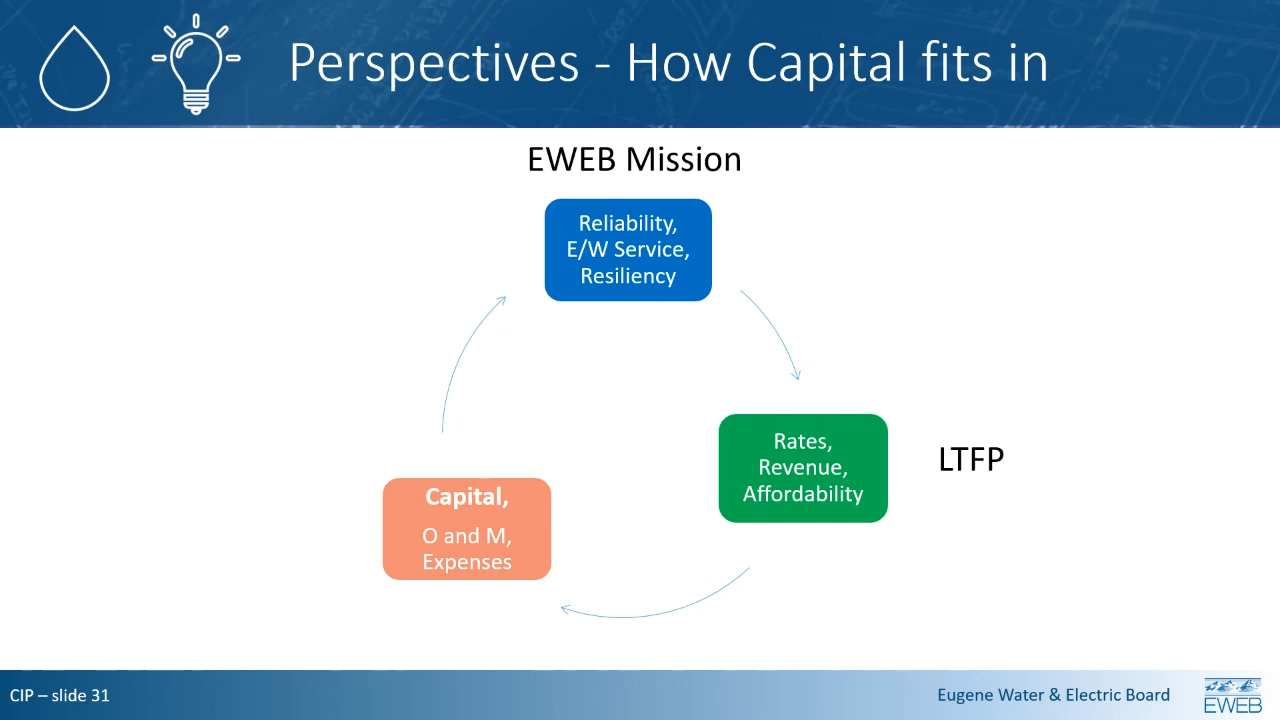 Perspectives - How Capital fits in
EWEB Mission
Reliability,
E/W Service,
Resiliency
Rates,
Revenue,
Affordability
LTFP
Capital,
O and M,
Expenses
CIP – slide 31
Eugene Water & Electric Board
EWEB